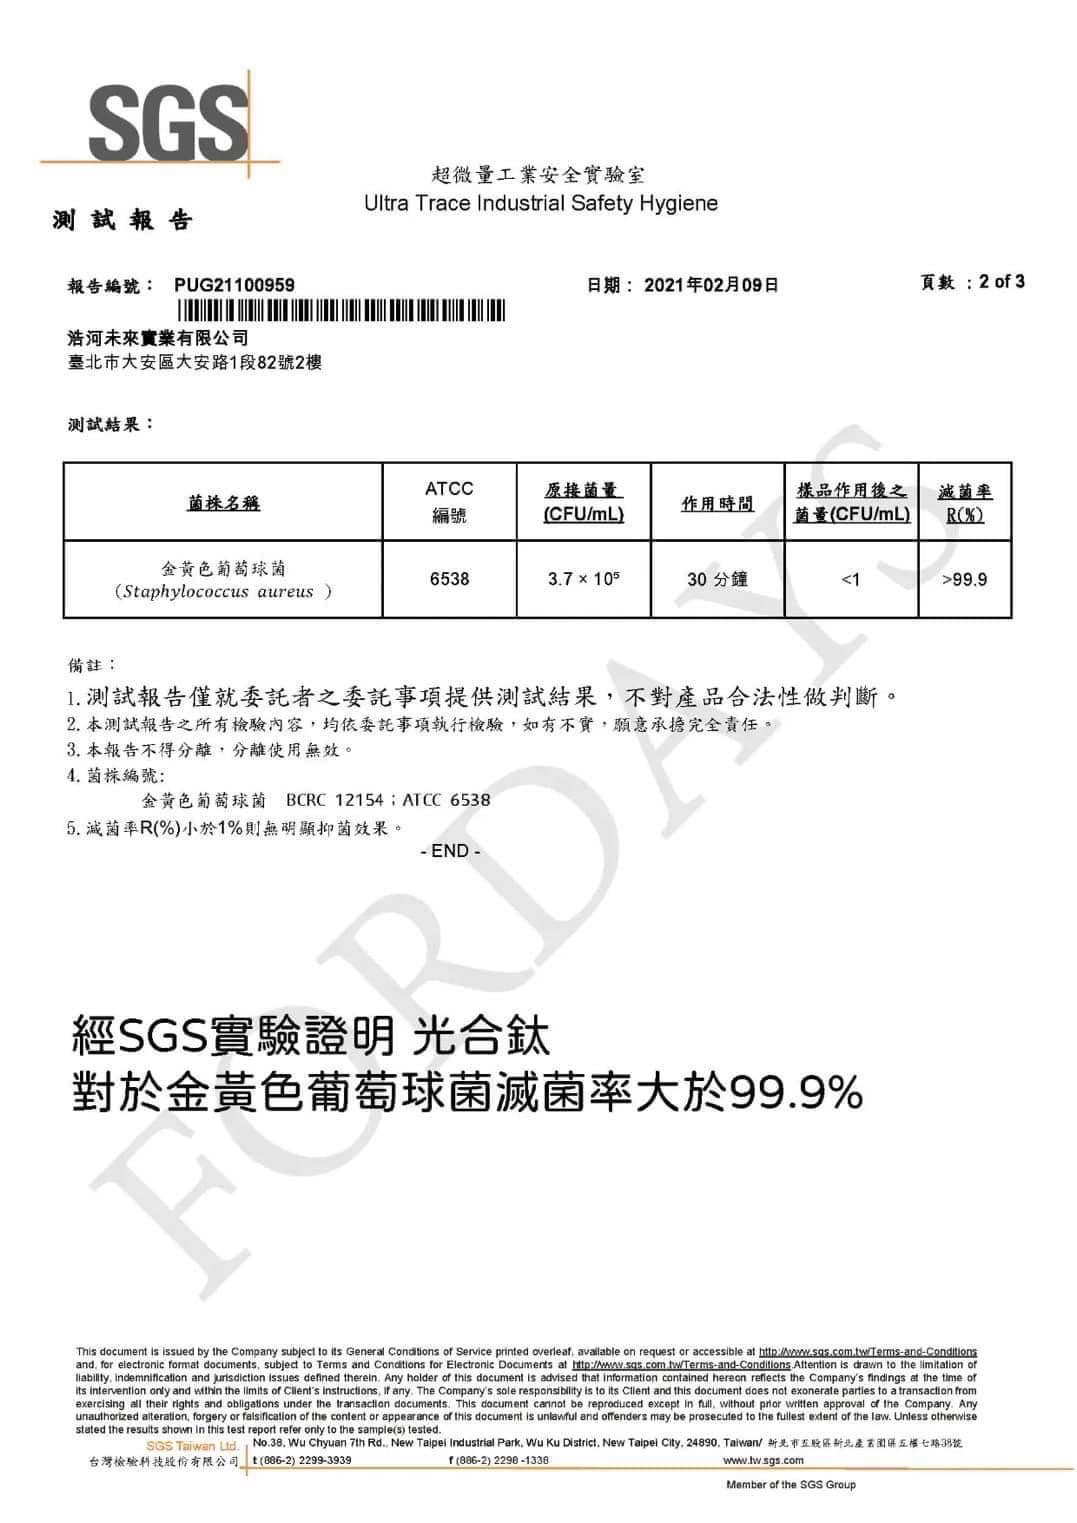 SGS
超微量工業安全實驗室
Ultra Trace Industrial Safety Hygiene
測試報告
報告編號： PUG21100959 日期： 2021年02月09日 頁數 ：2 of 3
浩河未來實業有限公司
臺北市大安區大安路1段82號2樓
測試結果：
菌株名稱 ATCC 編號 原接菌量 (CFU/mL) 作用時間 樣品作用後之菌量(CFU/mL) 滅菌率 R(%)
金黃色葡萄球菌 (Staphylococcus aureus ) 6538 3.7 × 10⁵ 30 分鐘 <1 >99.9
備註：
1. 測試報告僅就委託者之委託事項提供測試結果，不對產品合法性做判斷。
2. 本測試報告之所有檢驗內容，均依委託事項執行檢驗，如有不實，願意承擔完全責任。
3. 本報告不得分離，分離使用無效。
4. 菌株編號:
金黃色葡萄球菌 BCRC 12154；ATCC 6538
5. 滅菌率R(%)小於1%則無明顯抑菌效果。
- END -
FORDAYS
經SGS實驗證明 光合鈦
對於金黃色葡萄球菌滅菌率大於99.9%
This document is issued by the Company subject to its General Conditions of Service printed overleaf, available on request or accessible at http://www.sgs.com.tw/Terms-and-Conditions
and, for electronic format documents, subject to Terms and Conditions for Electronic Documents at http://www.sgs.com.tw/Terms-and-Conditions.Attention is drawn to the limitation of
liability, indemnification and jurisdiction issues defined therein. Any holder of this document is advised that information contained hereon reflects the Company's findings at the time of
its intervention only and within the limits of Client's instructions, if any. The Company's sole responsibility is to its Client and this document does not exonerate parties to a transaction from
exercising all their rights and obligations under the transaction documents. This document cannot be reproduced except in full, without prior written approval of the Company. Any
unauthorized alteration, forgery or falsification of the content or appearance of this document is unlawful and offenders may be prosecuted to the fullest extent of the law. Unless otherwise
stated the results shown in this test report refer only to the sample(s) tested.
SGS Taiwan Ltd. No.38, Wu Chyuan 7th Rd., New Taipei Industrial Park, Wu Ku District, New Taipei City, 24890, Taiwan/ 新北市五股區新北產業園區五權七路38號
台灣檢驗科技股份有限公司 t (886-2) 2299-3939 f (886-2) 2298-1338 www.tw.sgs.com
Member of the SGS Group